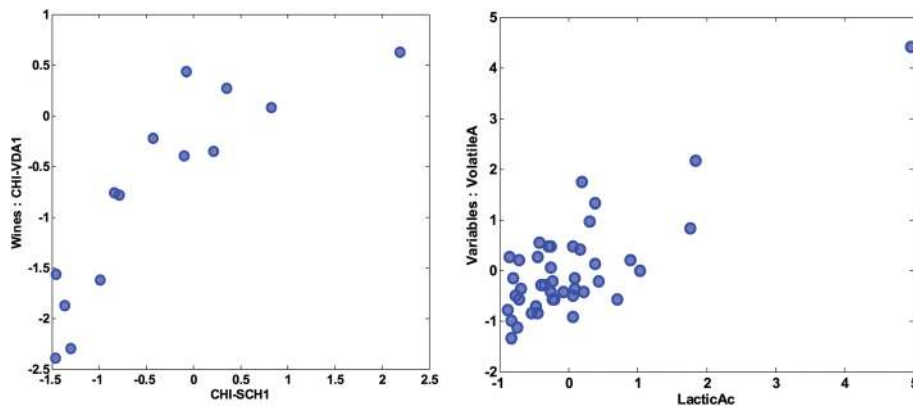 1
0.5
0
-0.5
-1
-1.5
-2
-2.5
Wines : CHI-VDA1
-1.5 -1 -0.5 0 0.5 1 1.5 2 2.5
CHI-SCH1
5
4
3
2
1
0
-1
-2
Variables : VolatileA
-1 0 1 2 3 4 5
LacticAc